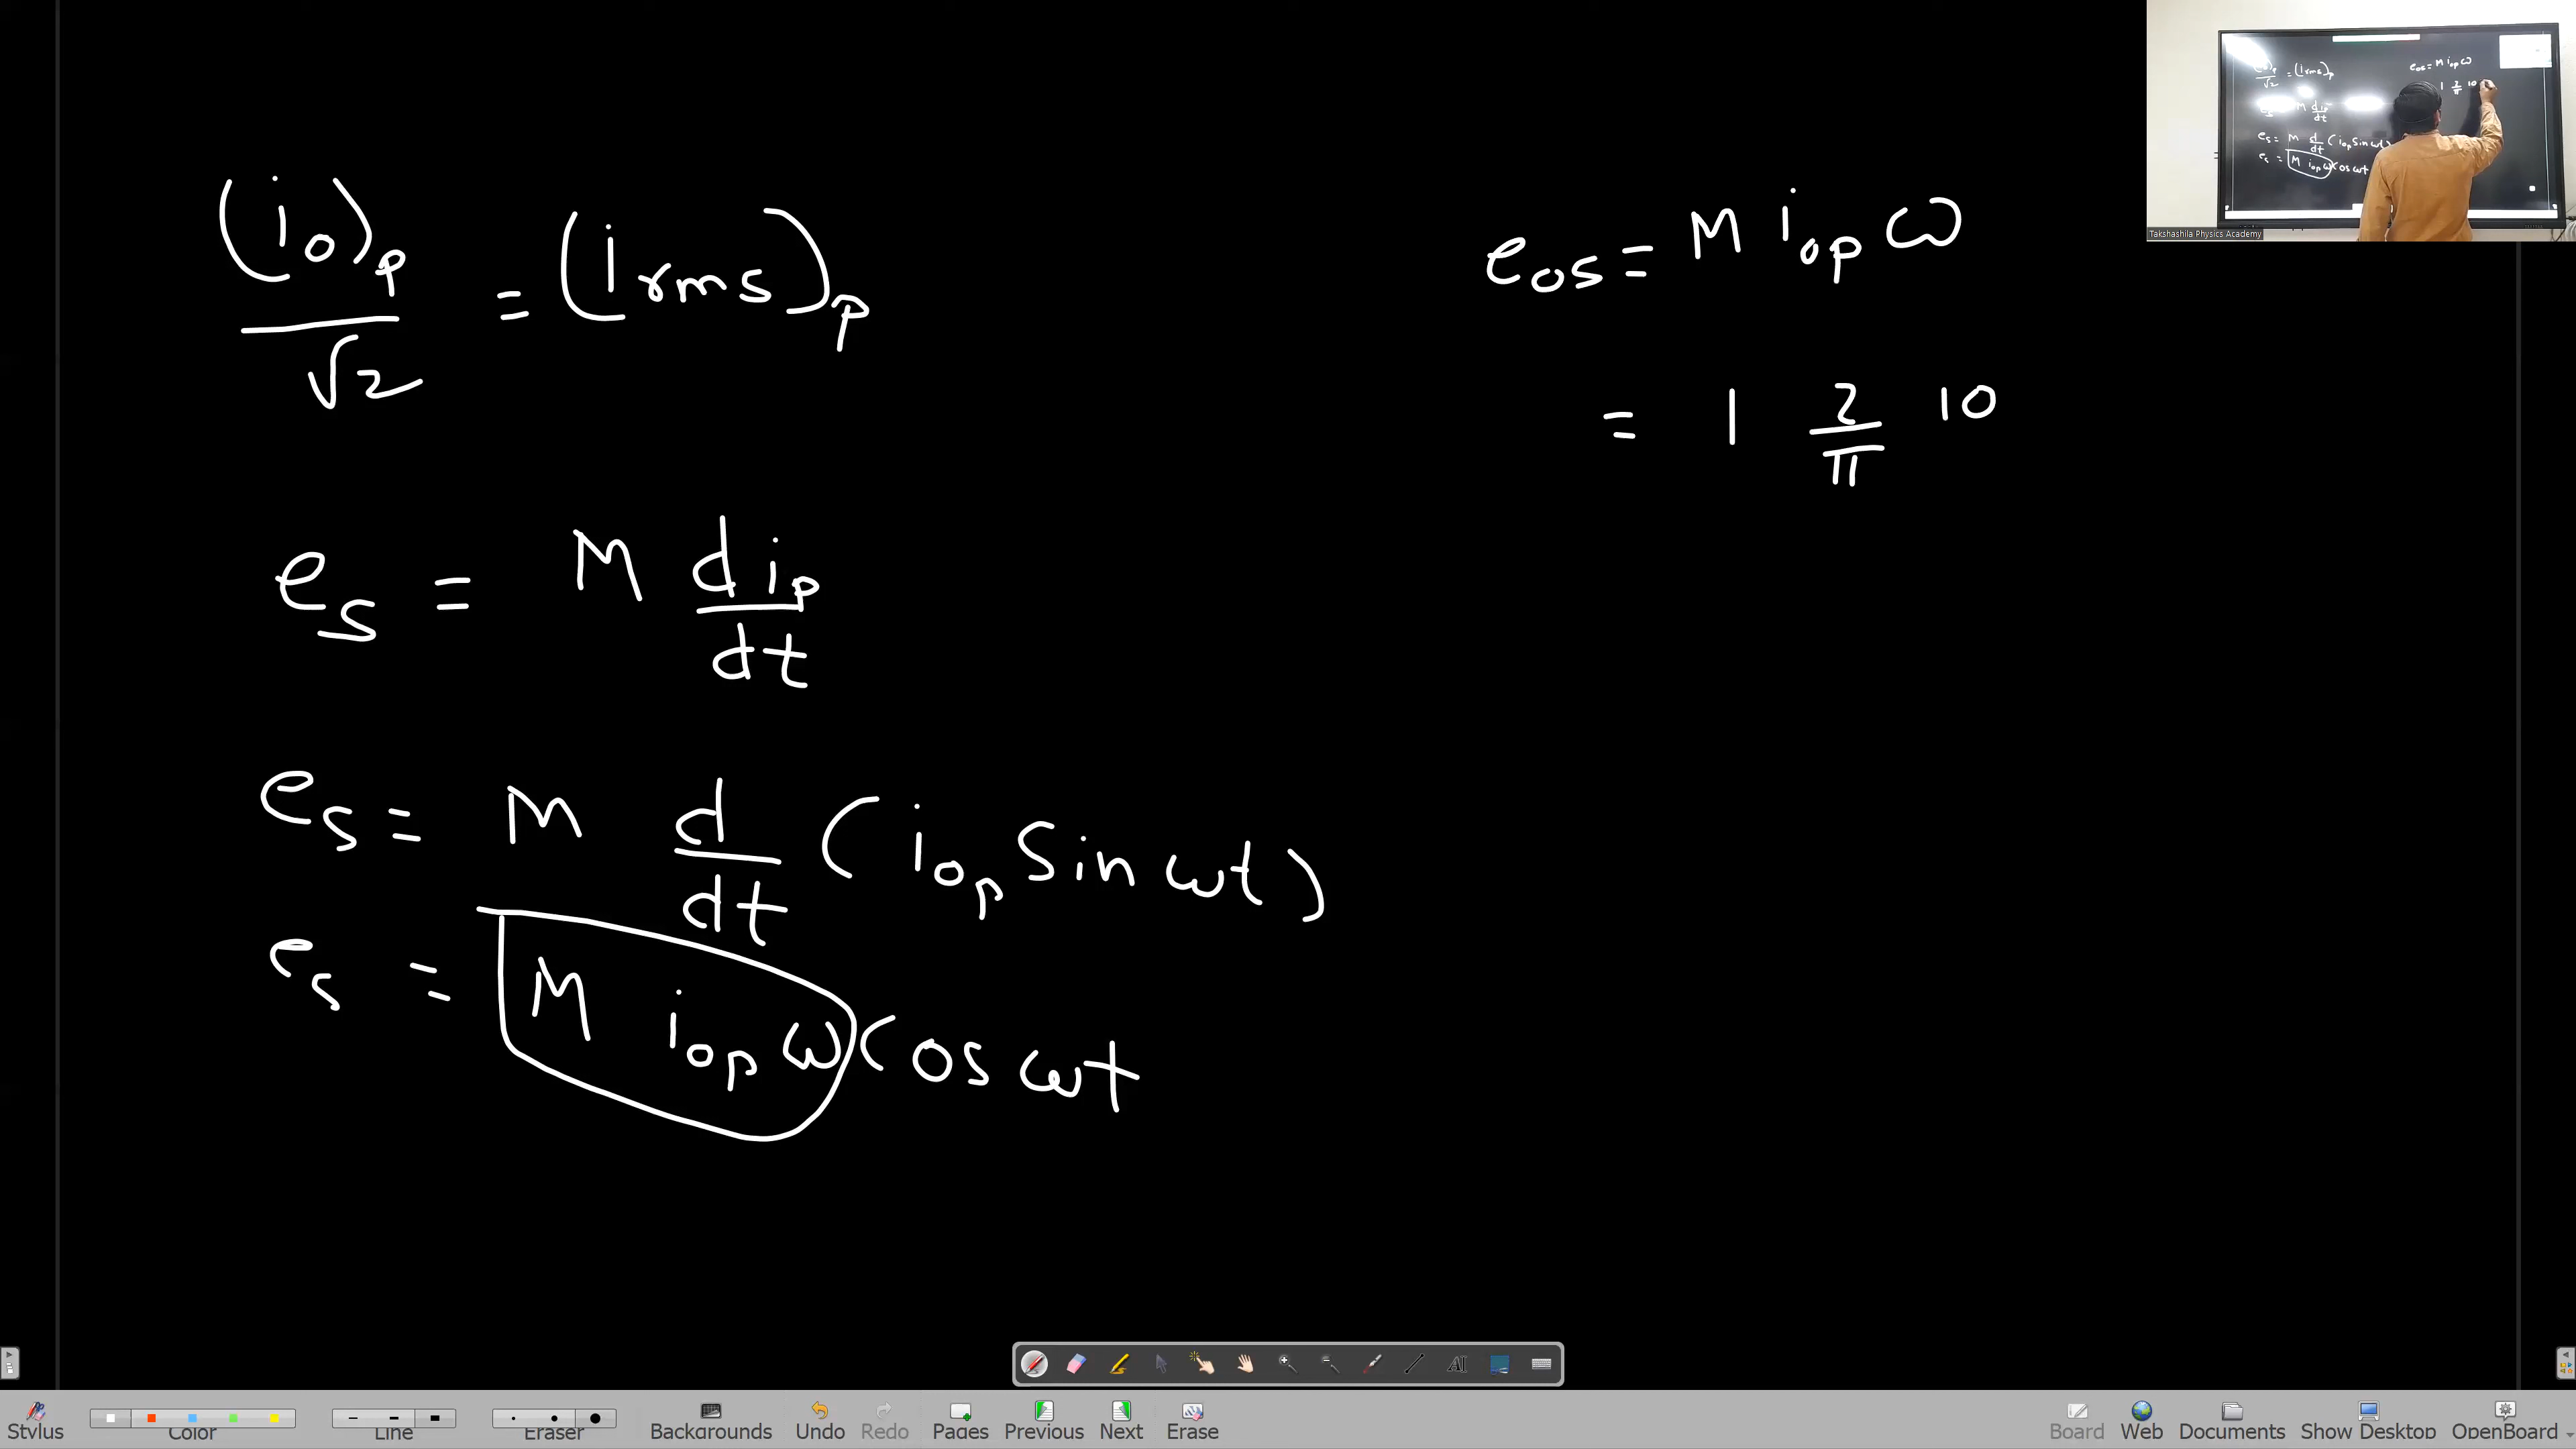 (i₀)ₚ/√2 = (irms)ₚ
eₛ = M diₚ/dt
eₛ = M d/dt (i₀ₚ Sin ωt)
eₛ = M i₀ₚ ω Cos ωt
e₀ₛ = M i₀ₚ ω
= 1 2/π 10
Takshashila Physics Academy
Stylus Color Line Eraser Backgrounds Undo Redo Pages Previous Next Erase Board Web Documents Show Desktop OpenBoard